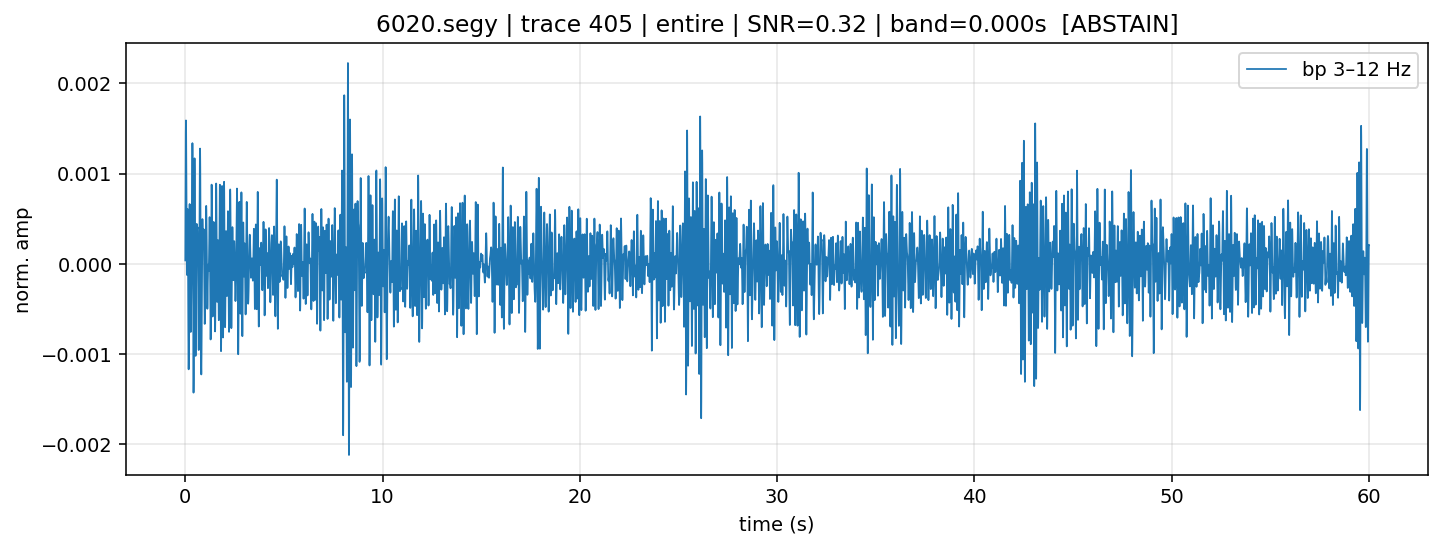 6020.segy | trace 405 | entire | SNR=0.32 | band=0.000s  [ABSTAIN]
bp 3–12 Hz
norm. amp
0.002
0.001
0.000
−0.001
−0.002
0 10 20 30 40 50 60
time (s)